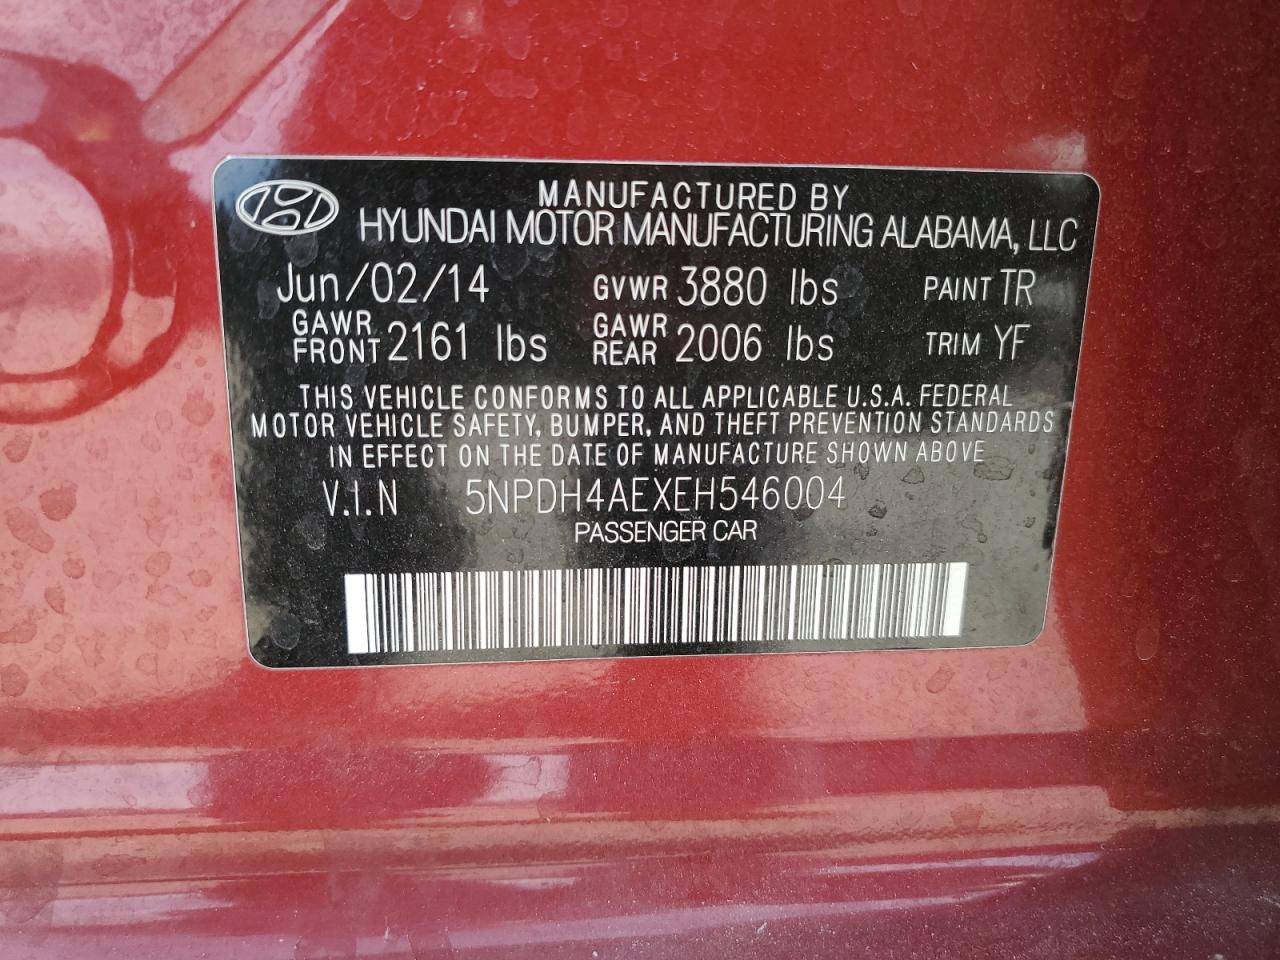 MANUFACTURED BY
HYUNDAI MOTOR MANUFACTURING ALABAMA, LLC
Jun/02/14 GVWR 3880 lbs PAINT TR
GAWR FRONT 2161 lbs GAWR REAR 2006 lbs TRIM YF
THIS VEHICLE CONFORMS TO ALL APPLICABLE U.S.A. FEDERAL
MOTOR VEHICLE SAFETY, BUMPER, AND THEFT PREVENTION STANDARDS
IN EFFECT ON THE DATE OF MANUFACTURE SHOWN ABOVE
V.I.N 5NPDH4AEXEH546004
PASSENGER CAR